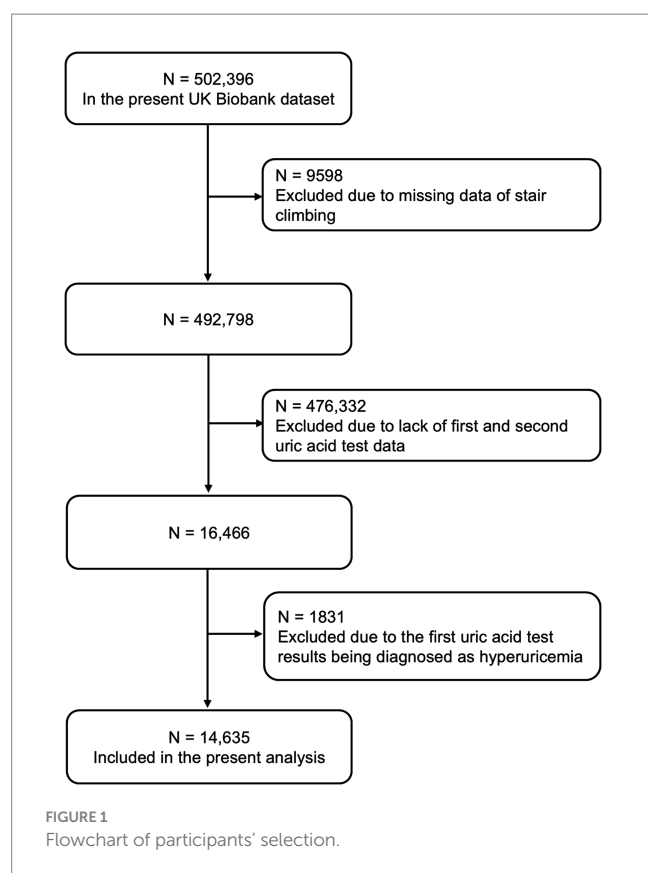 N = 502,396
In the present UK Biobank dataset
N = 9598
Excluded due to missing data of stair
climbing
N = 492,798
N = 476,332
Excluded due to lack of first and second
uric acid test data
N = 16,466
N = 1831
Excluded due to the first uric acid test
results being diagnosed as hyperuricemia
N = 14,635
Included in the present analysis
FIGURE 1
Flowchart of participants’ selection.